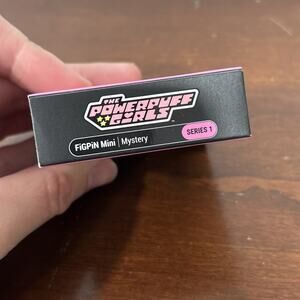 THE
POWERPUFF
GIRLS
FiGPiN Mini | Mystery
SERIES 1